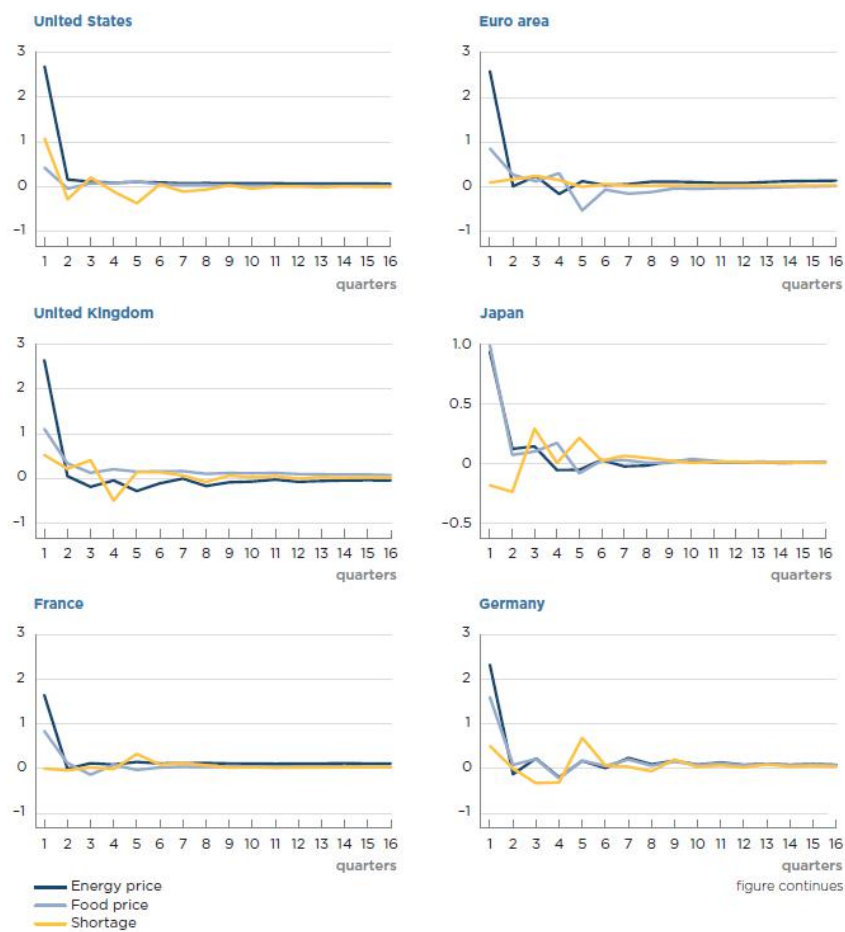 United States
3
2
1
0
–1
1 2 3 4 5 6 7 8 9 10 11 12 13 14 15 16
quarters
Euro area
3
2
1
0
–1
1 2 3 4 5 6 7 8 9 10 11 12 13 14 15 16
quarters
United Kingdom
3
2
1
0
–1
1 2 3 4 5 6 7 8 9 10 11 12 13 14 15 16
quarters
Japan
1.0
0.5
0
–0.5
1 2 3 4 5 6 7 8 9 10 11 12 13 14 15 16
quarters
France
3
2
1
0
–1
1 2 3 4 5 6 7 8 9 10 11 12 13 14 15 16
quarters
Germany
3
2
1
0
–1
1 2 3 4 5 6 7 8 9 10 11 12 13 14 15 16
quarters
Energy price
Food price
Shortage
figure continues